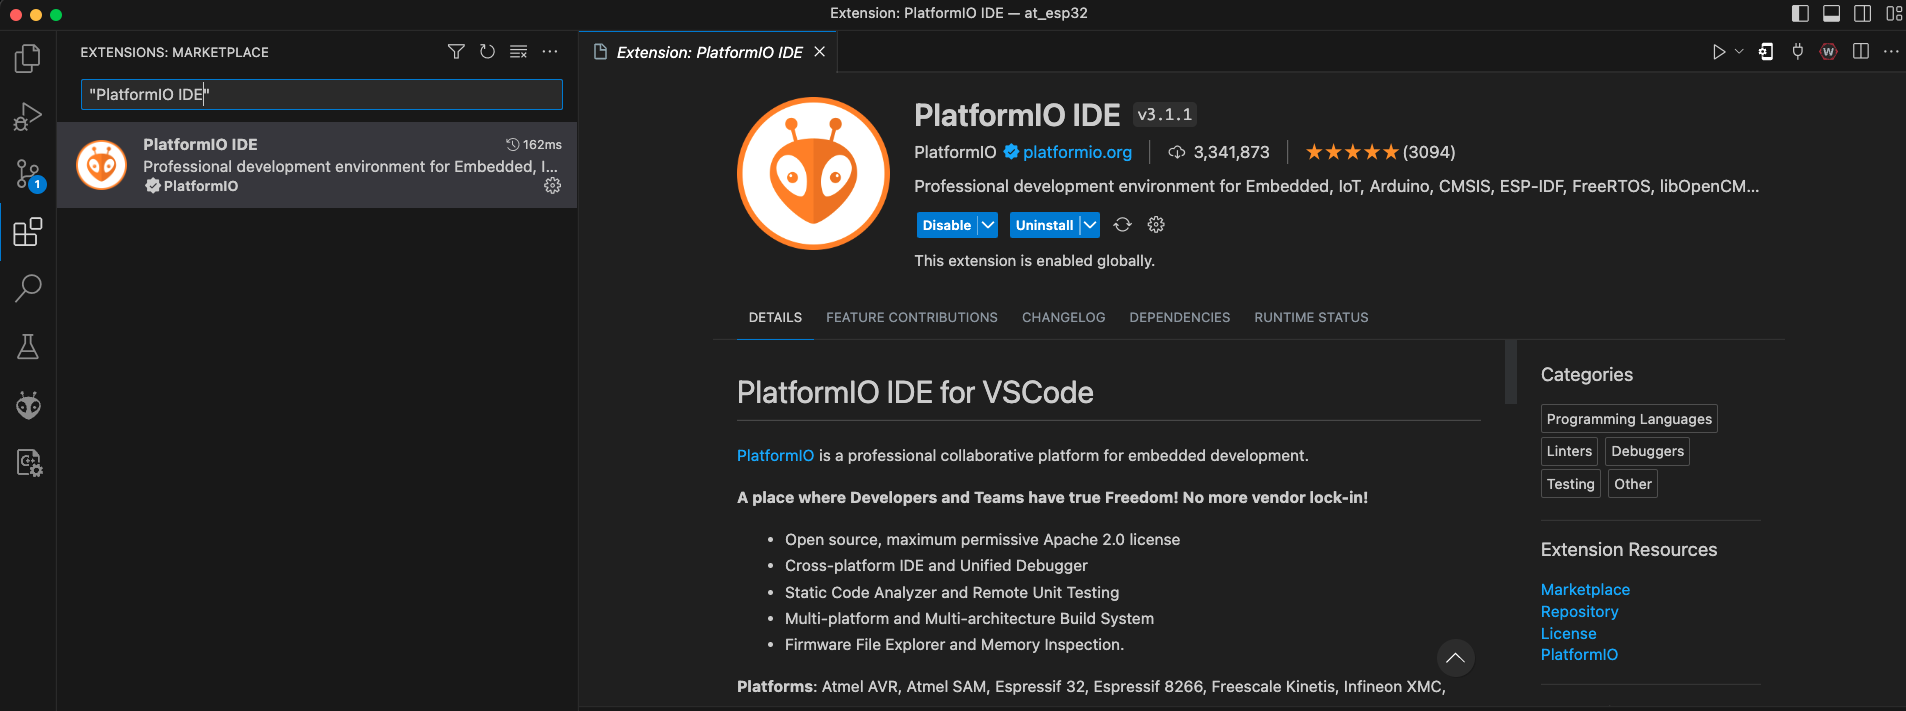 Extension: PlatformIO IDE — at_esp32
EXTENSIONS: MARKETPLACE
"PlatformIO IDE"
PlatformIO IDE
162ms
Professional development environment for Embedded, I...
PlatformIO
1
Extension: PlatformIO IDE
W
PlatformIO IDE v3.1.1
PlatformIO platformio.org 3,341,873 (3094)
Professional development environment for Embedded, IoT, Arduino, CMSIS, ESP-IDF, FreeRTOS, libOpenCM...
Disable Uninstall
This extension is enabled globally.
DETAILS FEATURE CONTRIBUTIONS CHANGELOG DEPENDENCIES RUNTIME STATUS
PlatformIO IDE for VSCode
PlatformIO is a professional collaborative platform for embedded development.
A place where Developers and Teams have true Freedom! No more vendor lock-in!
• Open source, maximum permissive Apache 2.0 license
• Cross-platform IDE and Unified Debugger
• Static Code Analyzer and Remote Unit Testing
• Multi-platform and Multi-architecture Build System
• Firmware File Explorer and Memory Inspection.
Platforms: Atmel AVR, Atmel SAM, Espressif 32, Espressif 8266, Freescale Kinetis, Infineon XMC,
Categories
Programming Languages
Linters Debuggers
Testing Other
Extension Resources
Marketplace
Repository
License
PlatformIO